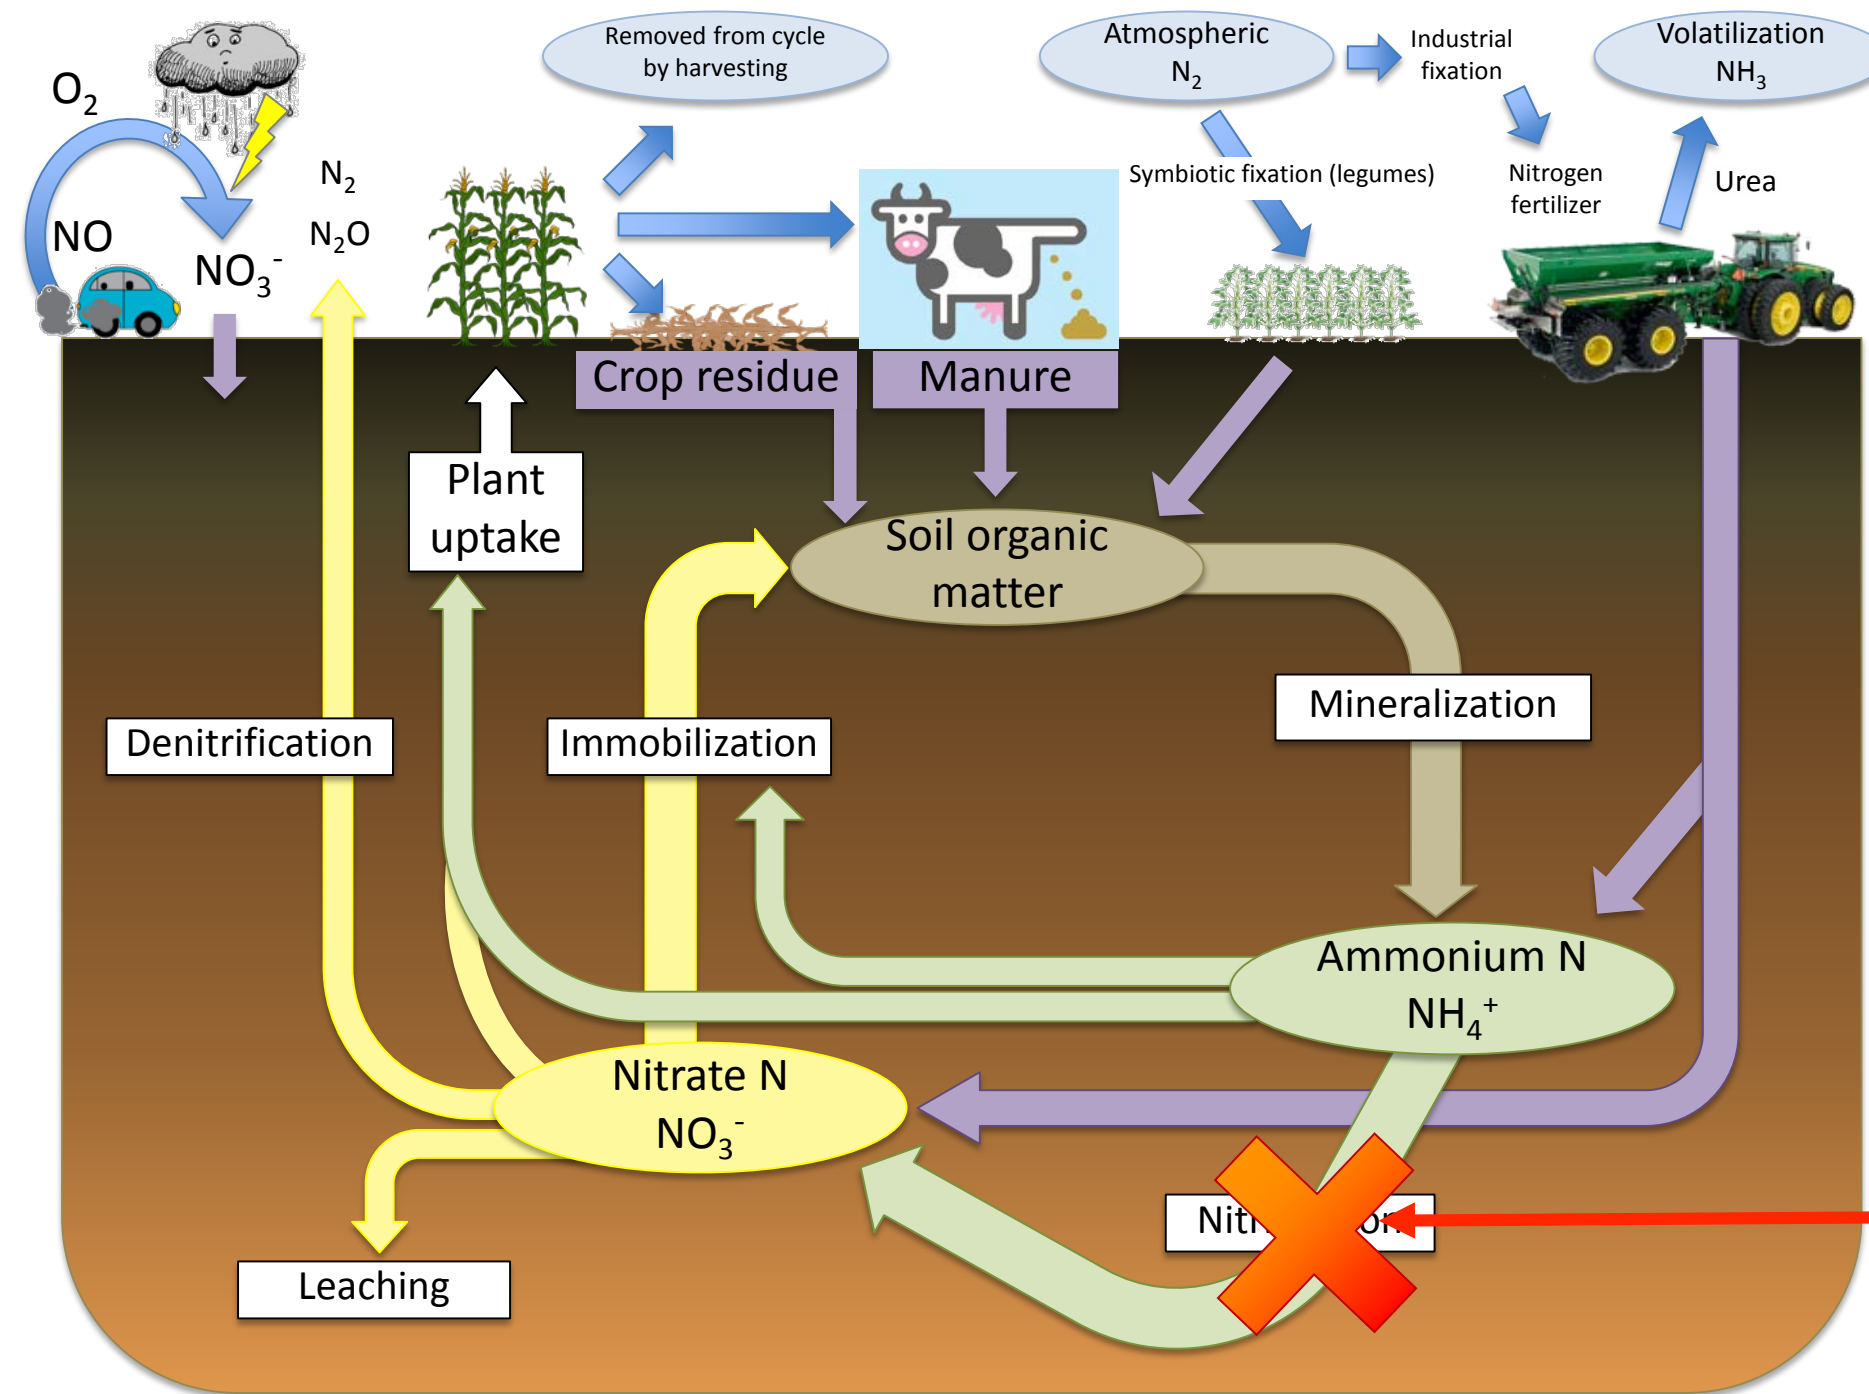 Removed from cycle
by harvesting
Atmospheric
N₂
Industrial
fixation
Volatilization
NH₃
O₂
N₂
N₂O
NO
NO₃⁻
Symbiotic fixation (legumes)
Nitrogen
fertilizer
Urea
Crop residue
Manure
Plant
uptake
Soil organic
matter
Mineralization
Denitrification
Immobilization
Ammonium N
NH₄⁺
Nitrate N
NO₃⁻
Leaching